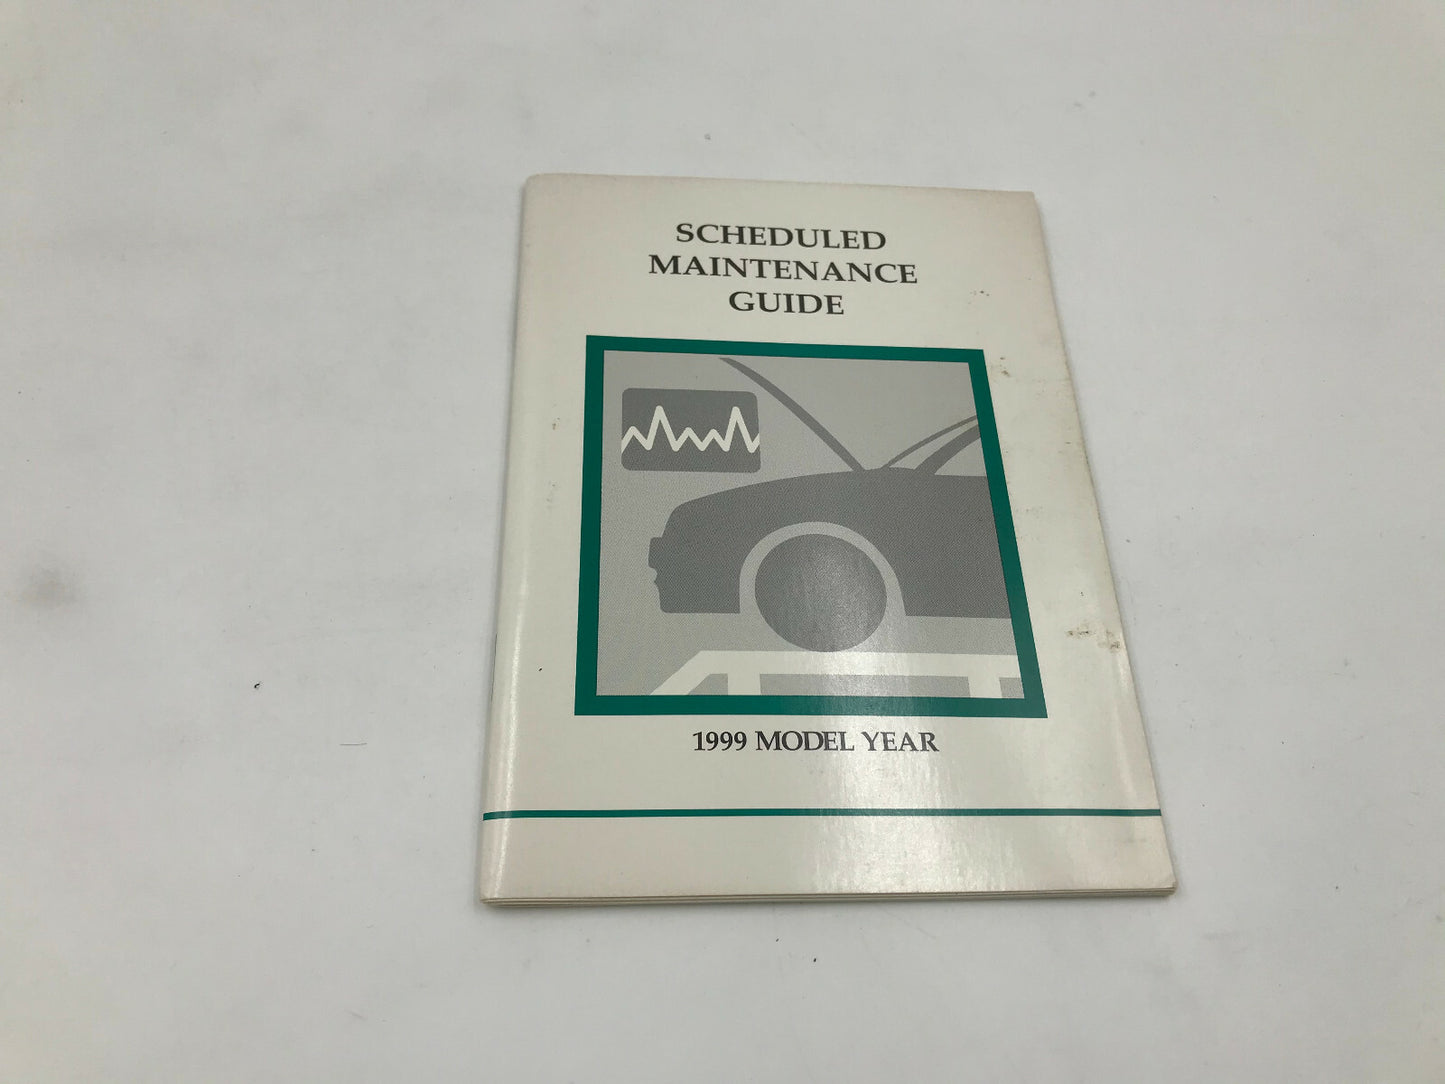 SCHEDULED
MAINTENANCE
GUIDE
1999 MODEL YEAR